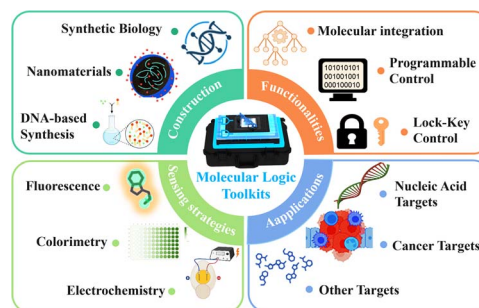 Synthetic Biology
Nanomaterials
DNA-based
Synthesis
Construction
Molecular integration
101010101
001001001
000100010
Programmable
Control
Lock-Key
Control
Functionalities
Molecular Logic
Toolkits
Fluorescence
Colorimetry
Electrochemistry
Sensing strategies
Nucleic Acid
Targets
Cancer Targets
Other Targets
Aapplications